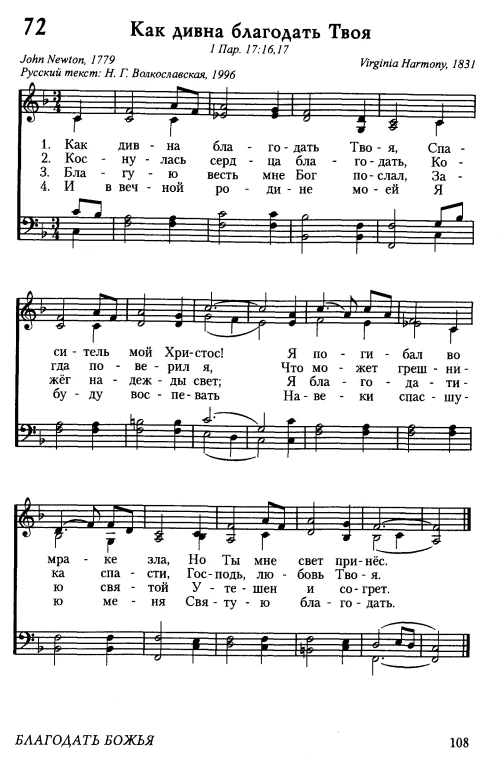 72
Как дивна благодать Твоя
1 Пар. 17:16,17
John Newton, 1779
Virginia Harmony, 1831
Русский текст: Н. Г. Волкославская, 1996
1. Как див - на бла - го - дать Тво - я, Спа -
2. Кос - ну - лась серд - ца бла - го - дать, Ко -
3. Бла - гу - ю весть мне Бог по - слал, За -
4. И в веч - ной ро - ди - не мо - ей Я
си - тель мой Хри - стос! Я по - ги - бал во
гда по - ве - рил я, Что мо - жет греш - ни -
жёг на - деж - ды свет; Я бла - го - да - ти -
бу - ду вос - пе - вать На - ве - ки спас - шу -
мра - ке зла, Но Ты мне свет при - нёс.
ка спа - сти, Гос - подь, лю - бовь Тво - я.
ю свя - той У - те - шен и со - грет.
ю ме - ня Свя - ту - ю бла - го - дать.
БЛАГОДАТЬ БОЖЬЯ
108